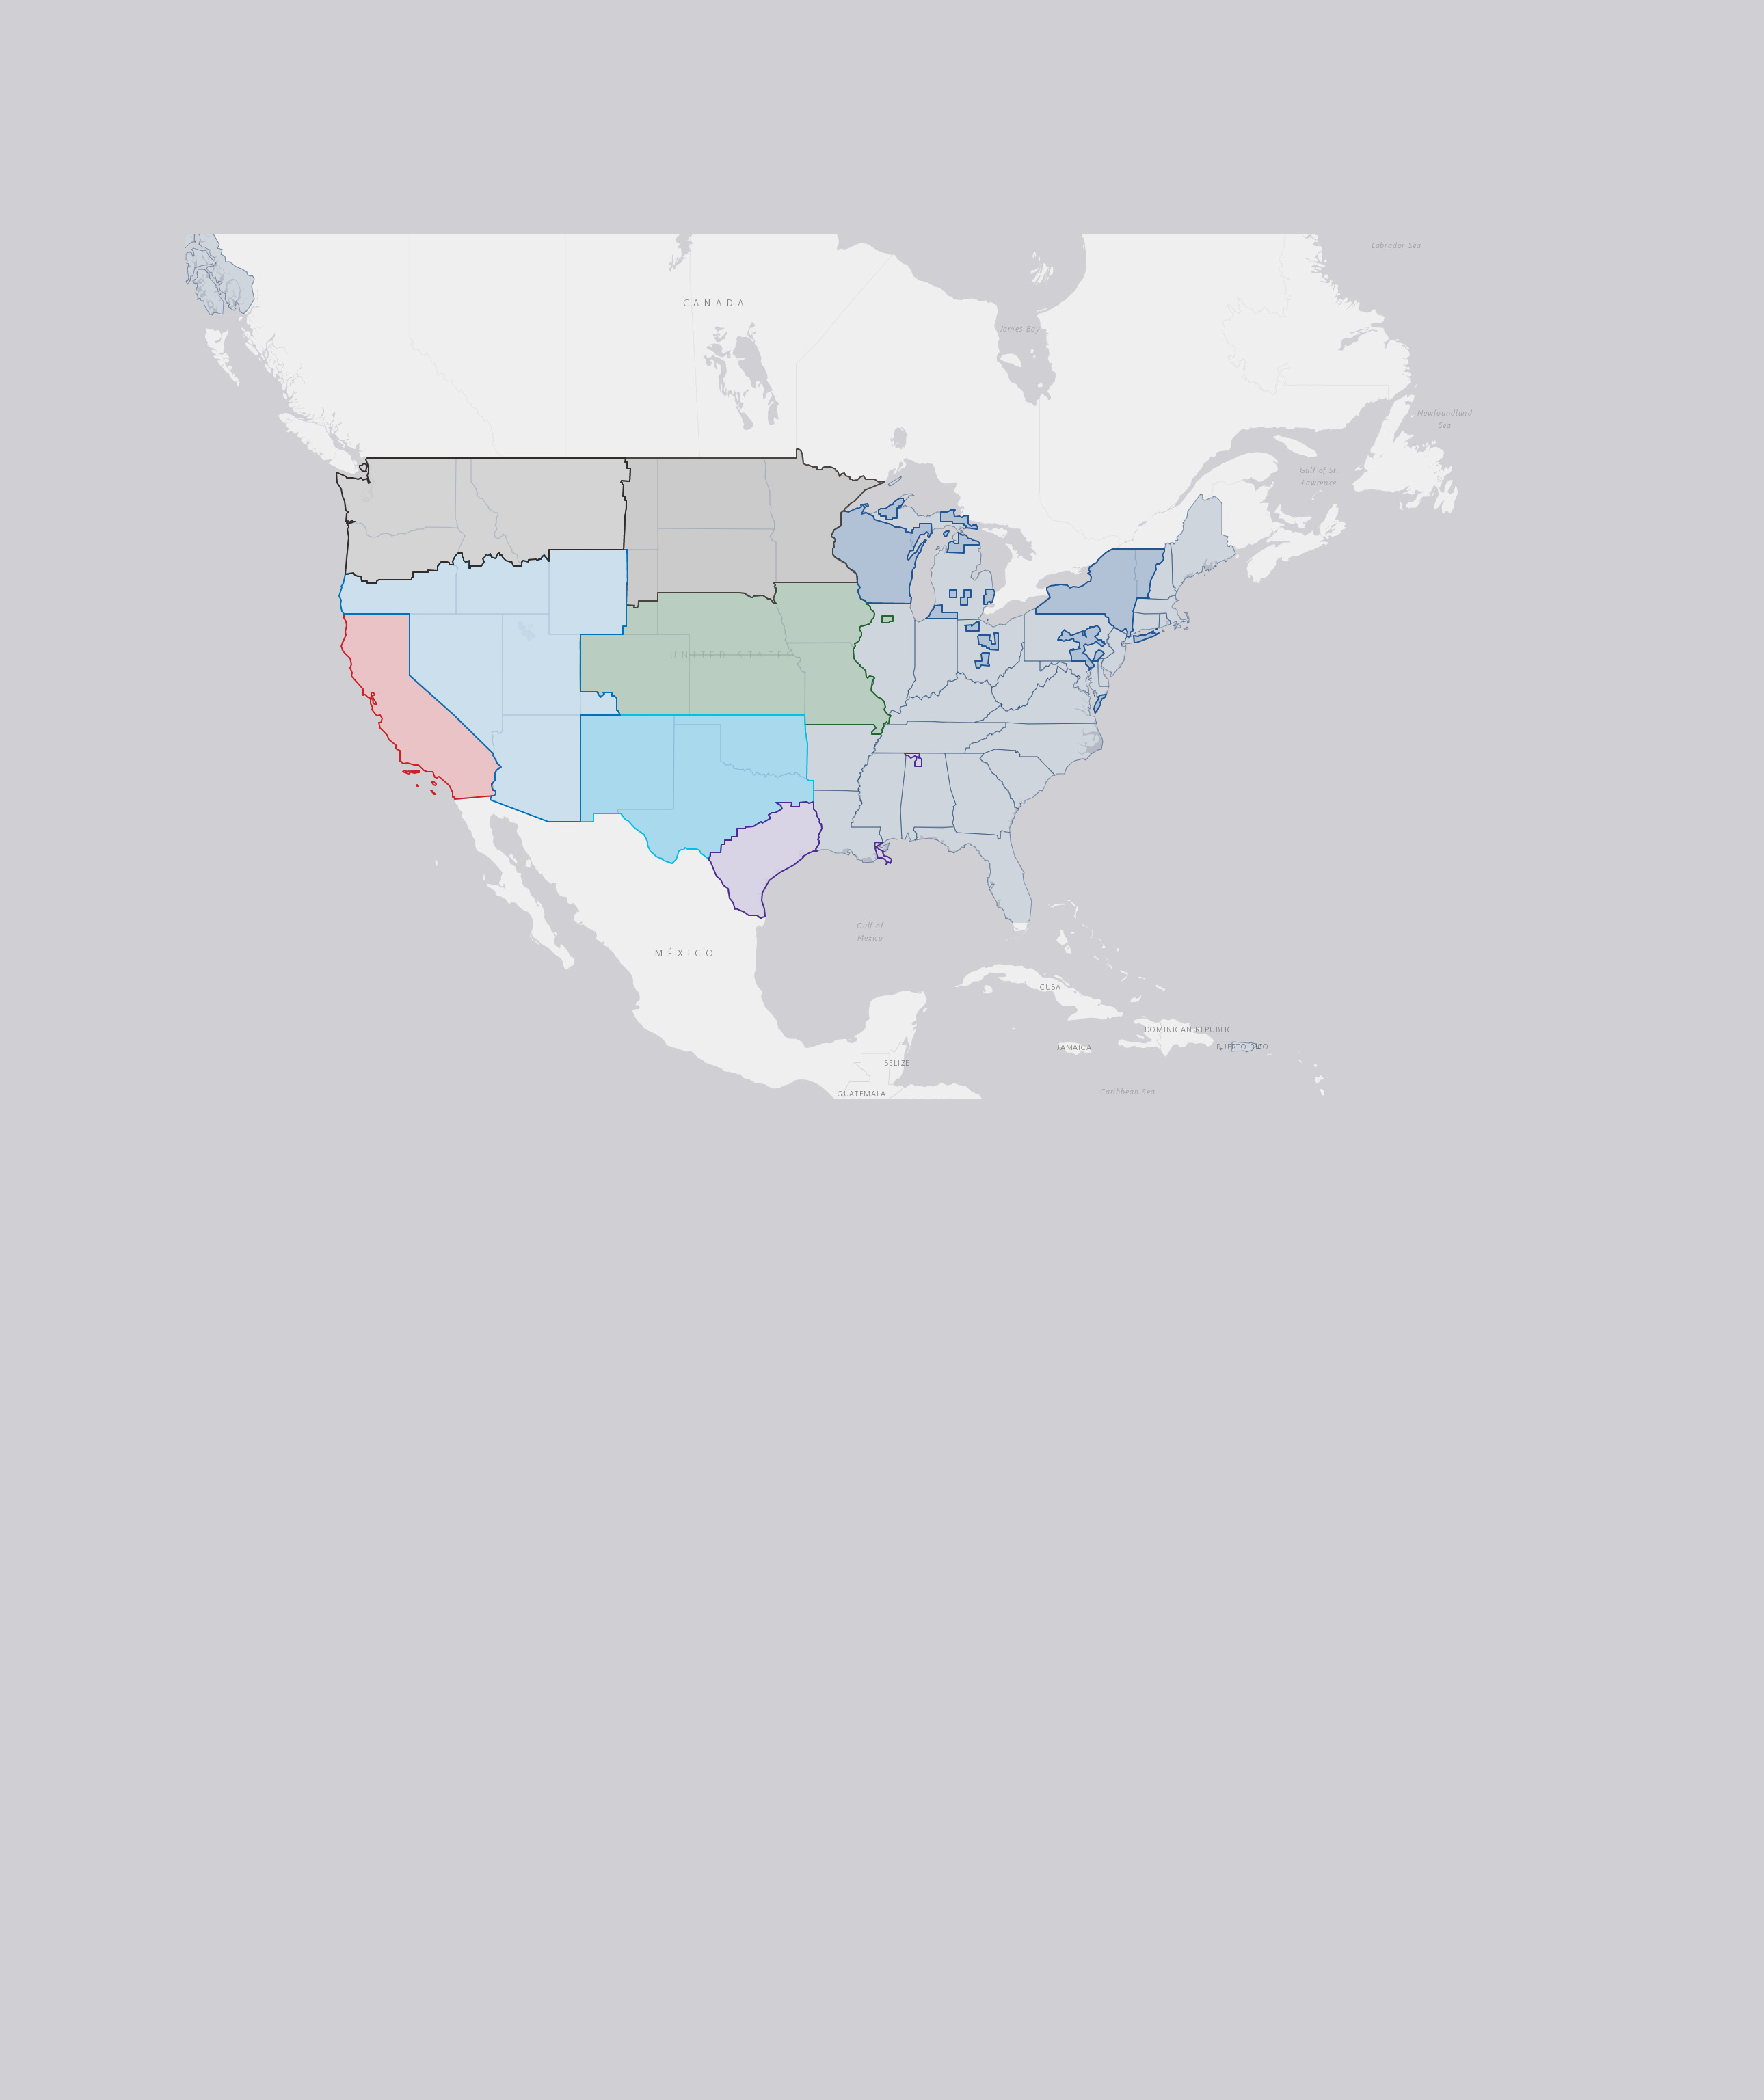 Labrador Sea
CANADA
James Bay
Newfoundland
Sea
Gulf of St.
Lawrence
UNITED STATES
Gulf of
Mexico
MÉXICO
CUBA
DOMINICAN REPUBLIC
JAMAICA
PUERTO RICO
BELIZE
Caribbean Sea
GUATEMALA